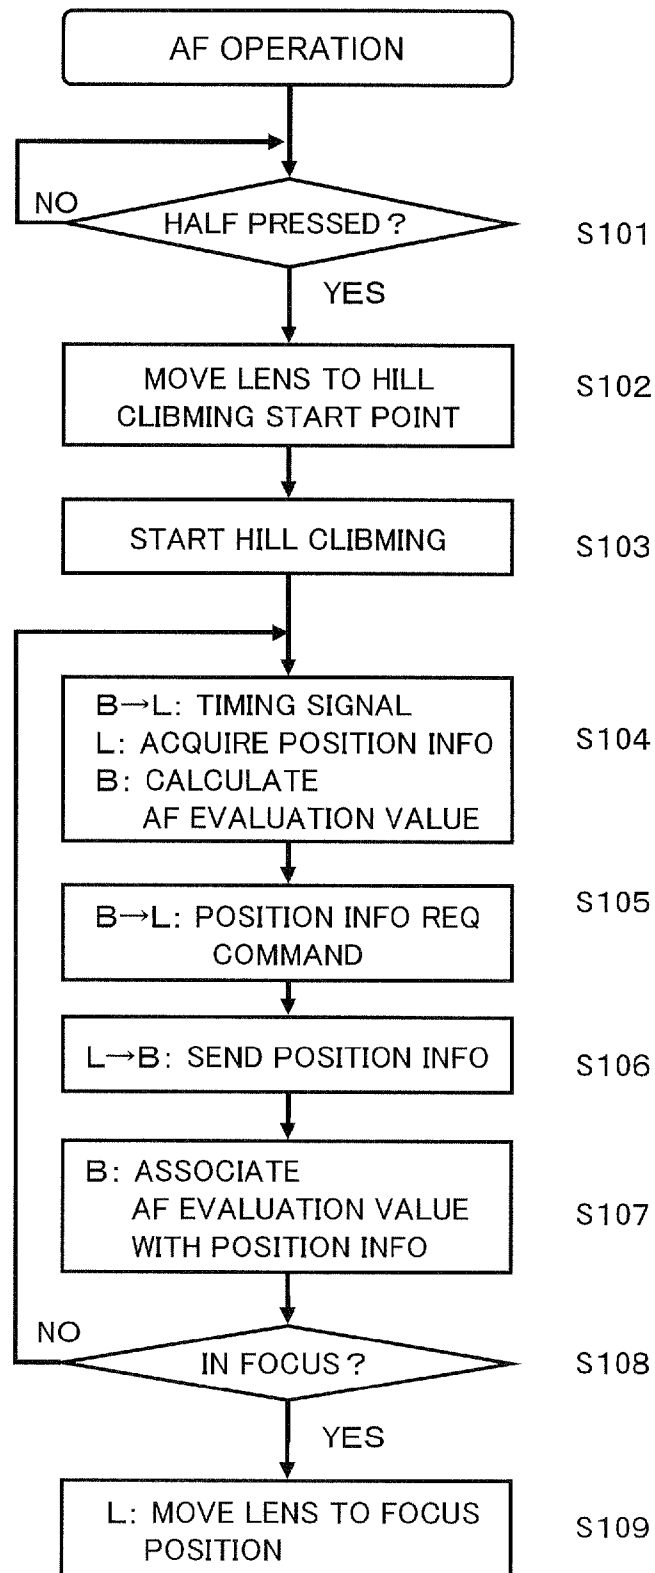 AF OPERATION
NO
HALF PRESSED?
S101
YES
MOVE LENS TO HILL
CLIBMING START POINT
S102
START HILL CLIBMING
S103
B→L: TIMING SIGNAL
L: ACQUIRE POSITION INFO
B: CALCULATE
AF EVALUATION VALUE
S104
B→L: POSITION INFO REQ
COMMAND
S105
L→B: SEND POSITION INFO
S106
B: ASSOCIATE
AF EVALUATION VALUE
WITH POSITION INFO
S107
NO
IN FOCUS?
S108
YES
L: MOVE LENS TO FOCUS
POSITION
S109